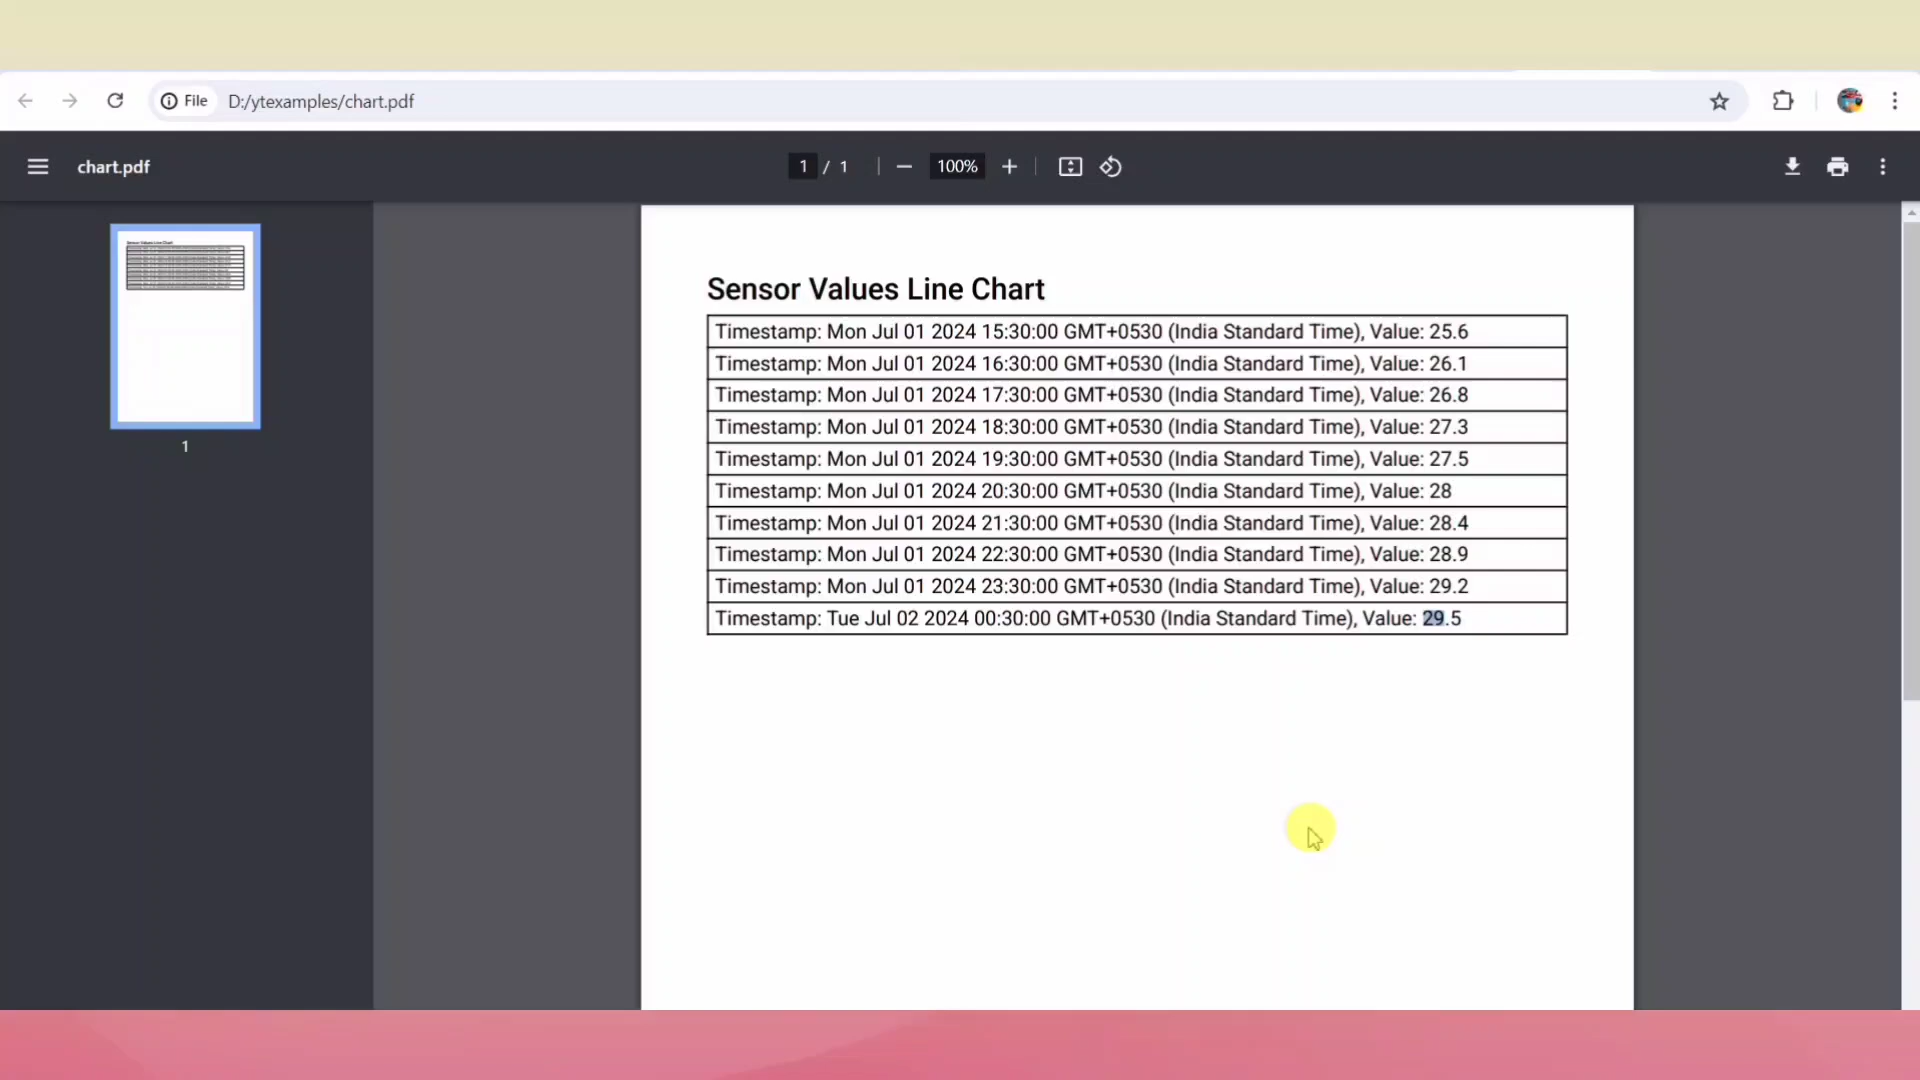 File D:/ytexamples/chart.pdf
chart.pdf
1 / 1
100%
1
Sensor Values Line Chart
Timestamp: Mon Jul 01 2024 15:30:00 GMT+0530 (India Standard Time), Value: 25.6
Timestamp: Mon Jul 01 2024 16:30:00 GMT+0530 (India Standard Time), Value: 26.1
Timestamp: Mon Jul 01 2024 17:30:00 GMT+0530 (India Standard Time), Value: 26.8
Timestamp: Mon Jul 01 2024 18:30:00 GMT+0530 (India Standard Time), Value: 27.3
Timestamp: Mon Jul 01 2024 19:30:00 GMT+0530 (India Standard Time), Value: 27.5
Timestamp: Mon Jul 01 2024 20:30:00 GMT+0530 (India Standard Time), Value: 28
Timestamp: Mon Jul 01 2024 21:30:00 GMT+0530 (India Standard Time), Value: 28.4
Timestamp: Mon Jul 01 2024 22:30:00 GMT+0530 (India Standard Time), Value: 28.9
Timestamp: Mon Jul 01 2024 23:30:00 GMT+0530 (India Standard Time), Value: 29.2
Timestamp: Tue Jul 02 2024 00:30:00 GMT+0530 (India Standard Time), Value: 29.5